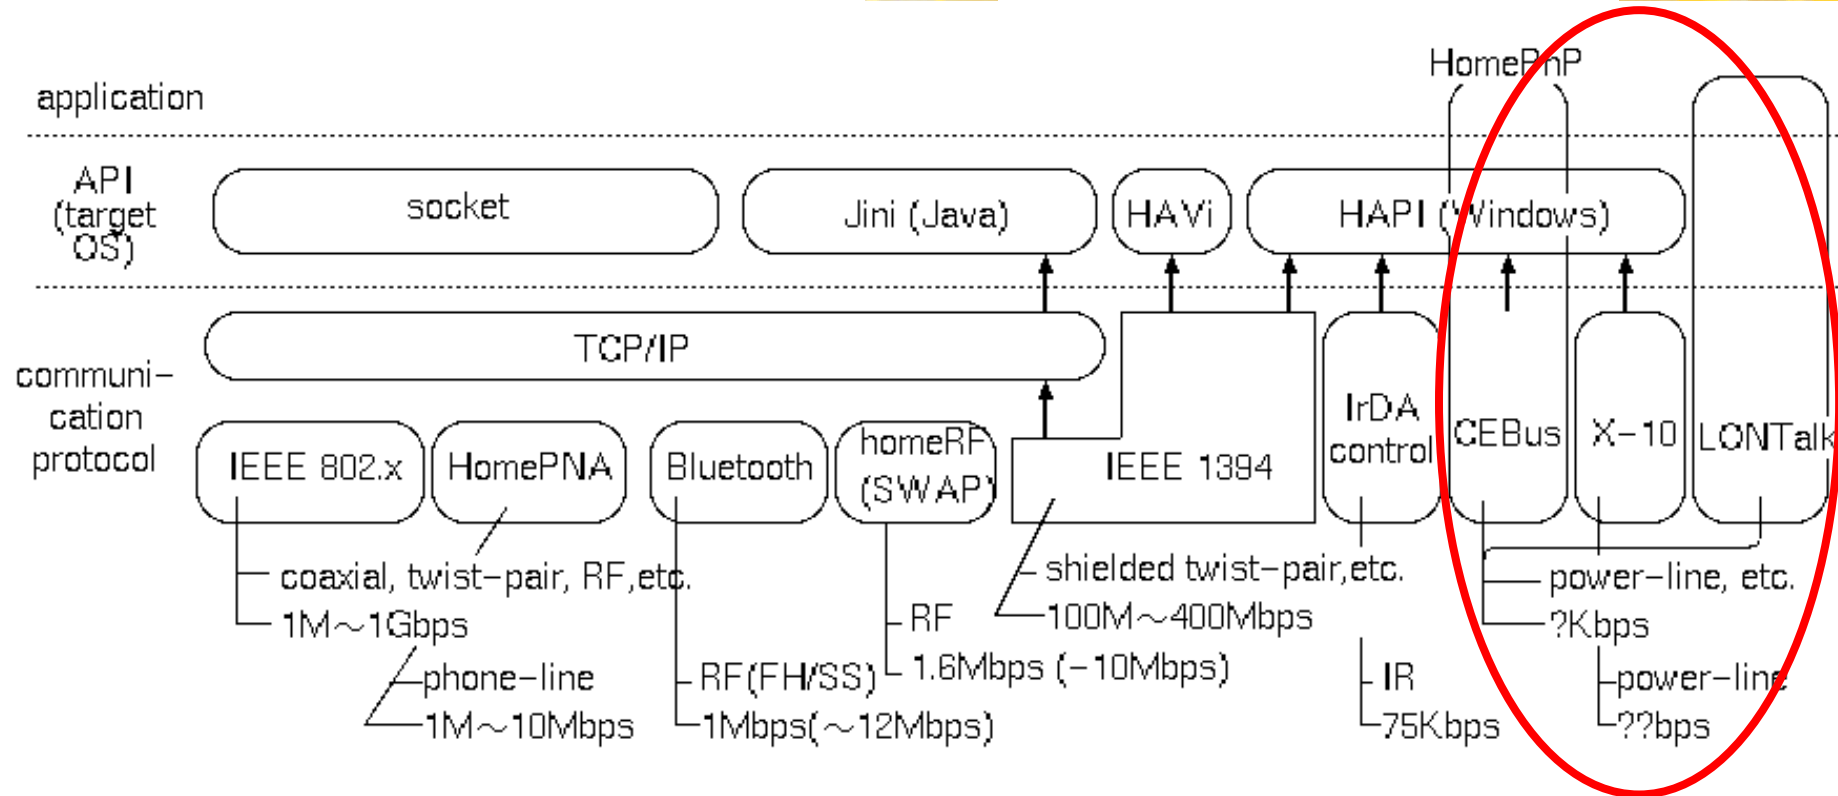 HomePnP
application
API
(target
OS)
socket
Jini (Java)
HAVi
HAPI (Windows)
TCP/IP
communi-
cation
protocol
IEEE 802.x
HomePNA
Bluetooth
homeRF
(SWAP)
IEEE 1394
IrDA
control
CEBus
X-10
LONTalk
coaxial, twist-pair, RF,etc.
1M~1Gbps
phone-line
1M~10Mbps
RF(FH/SS)
1Mbps(~12Mbps)
RF
1.6Mbps (-10Mbps)
shielded twist-pair,etc.
100M~400Mbps
IR
75Kbps
power-line, etc.
?Kbps
power-line
??bps